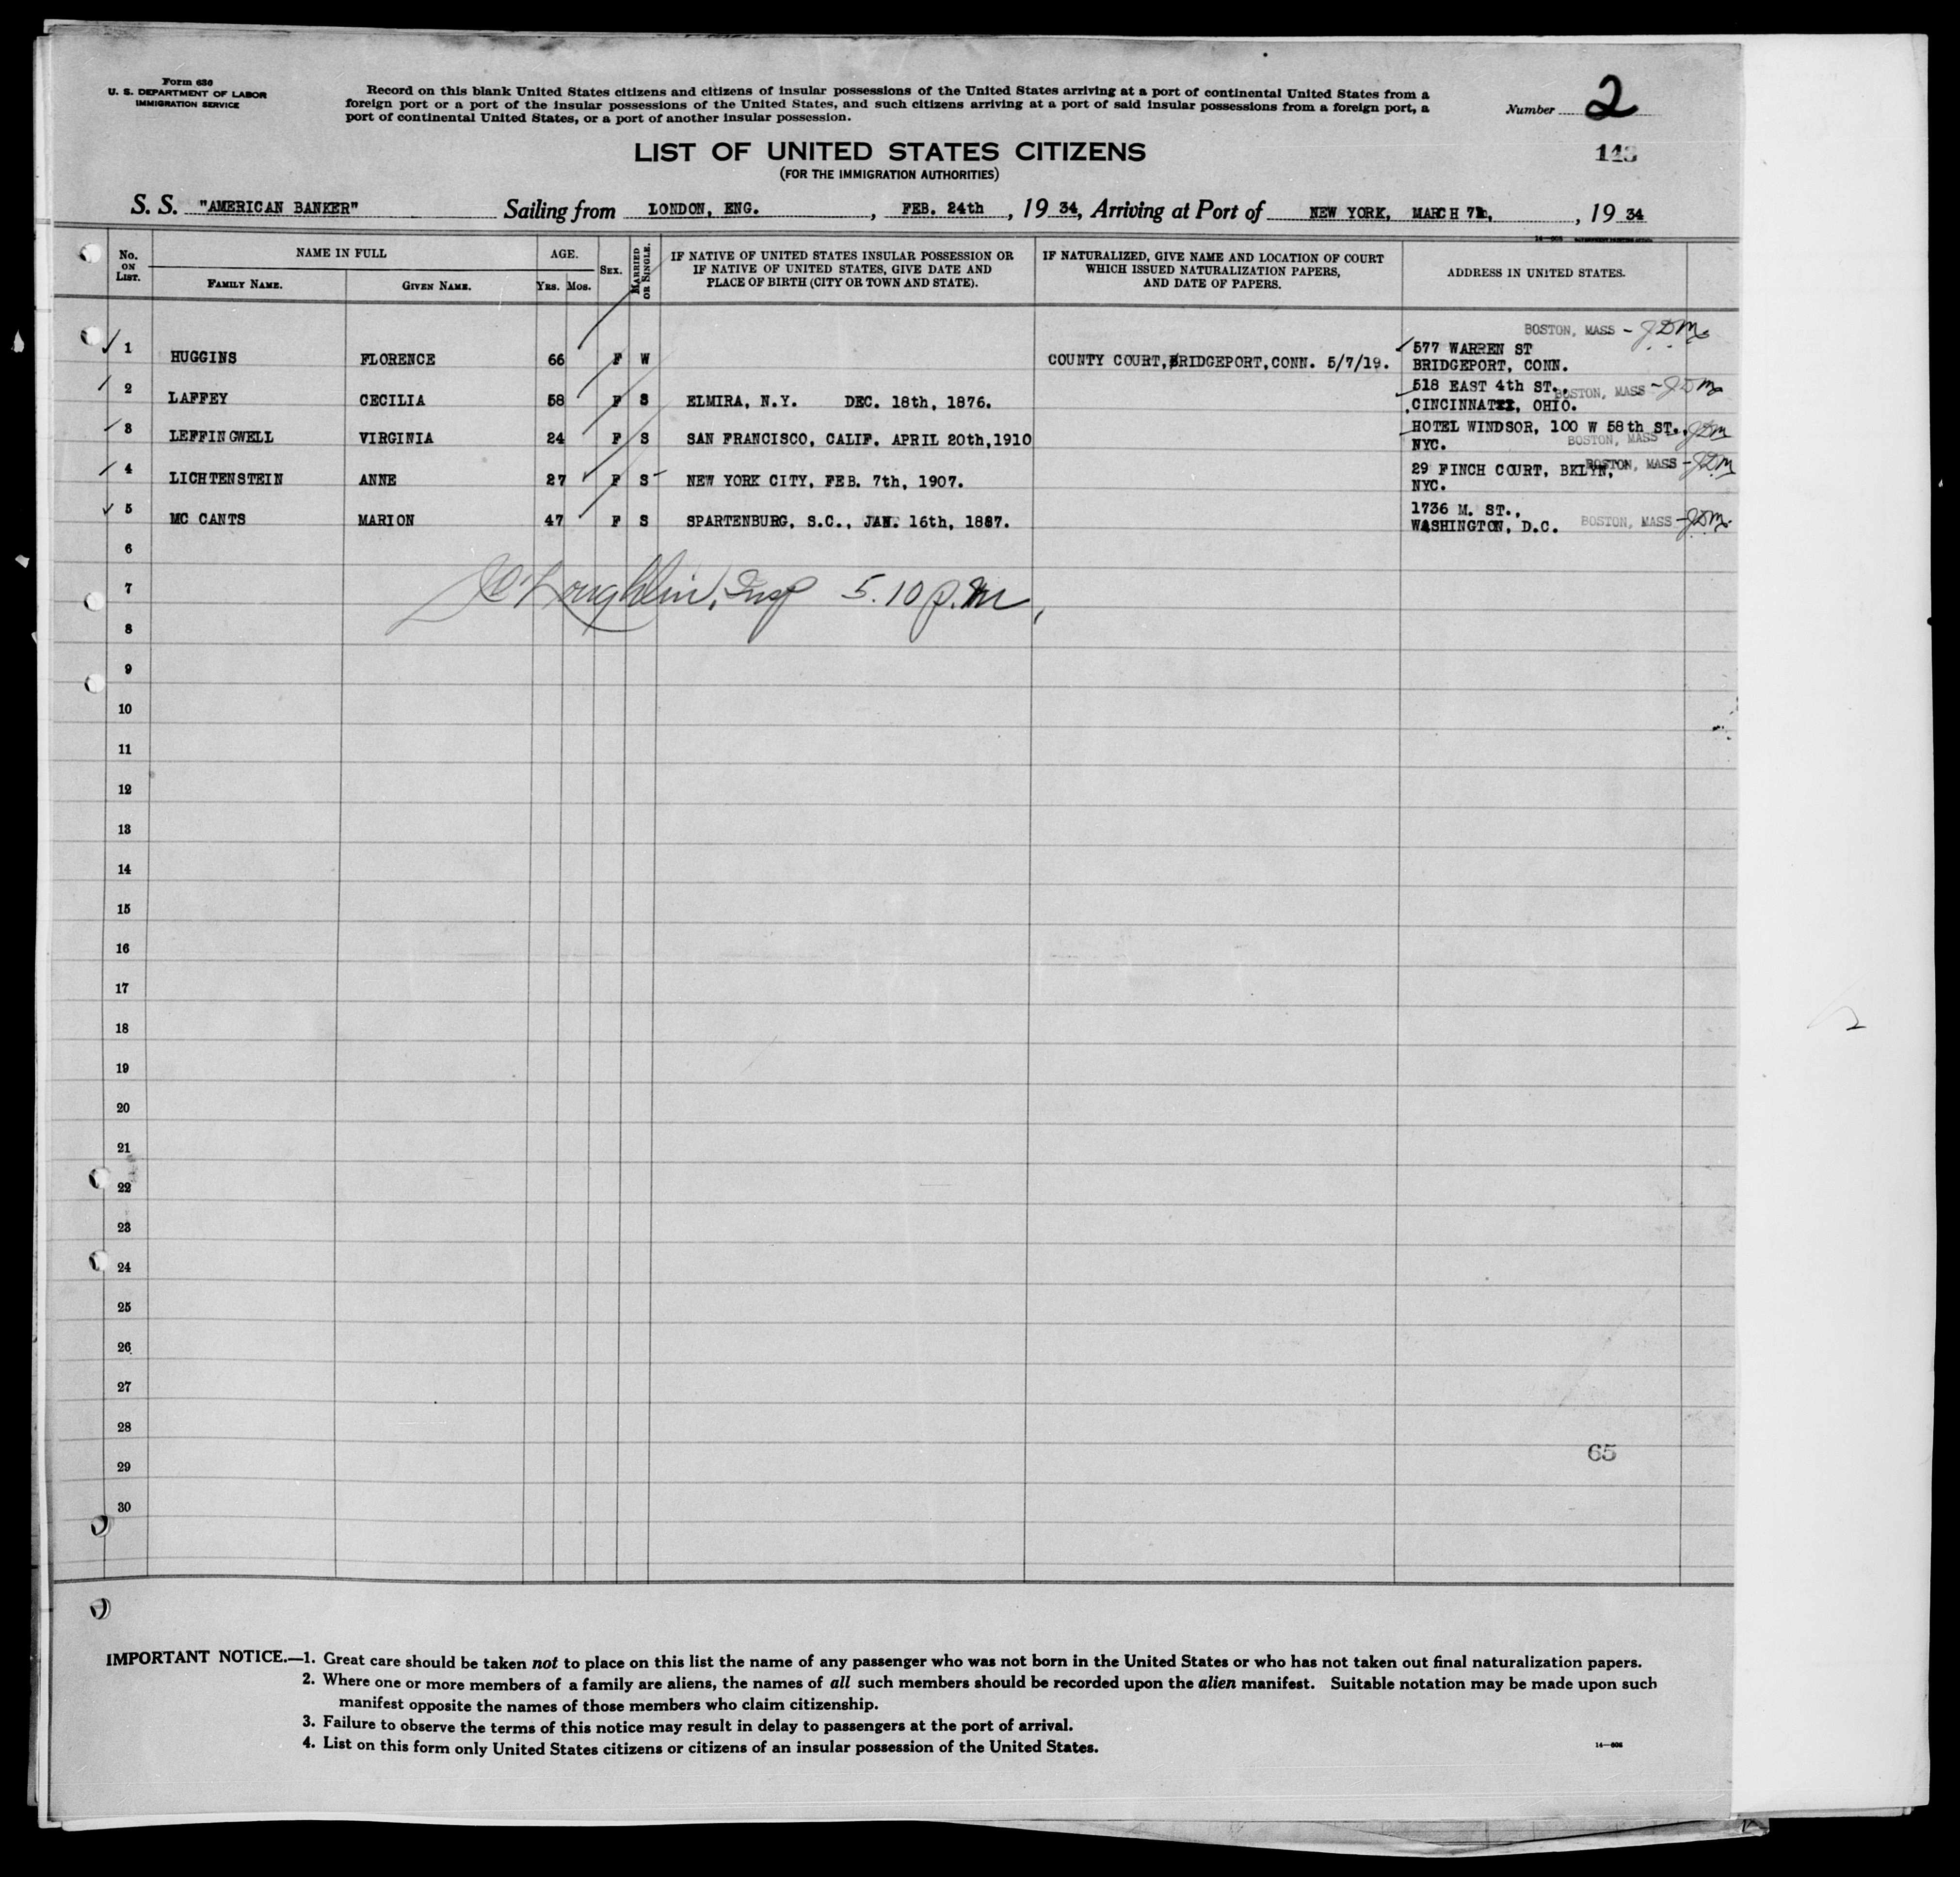 Form 630
U. S. DEPARTMENT OF LABOR
IMMIGRATION SERVICE
Record on this blank United States citizens and citizens of insular possessions of the United States arriving at a port of continental United States from a
foreign port or a port of the insular possessions of the United States, and such citizens arriving at a port of said insular possessions from a foreign port, a
port of continental United States, or a port of another insular possession.
Number 2
LIST OF UNITED STATES CITIZENS
(FOR THE IMMIGRATION AUTHORITIES)
S. S. "AMERICAN BANKER" Sailing from LONDON, ENG., FEB. 24th, 19 34, Arriving at Port of NEW YORK, MARCH 19 34
No. ON LIST.
NAME IN FULL
FAMILY NAME. GIVEN NAME.
AGE.
YRS. MOS.
SEX.
MARRIED OR SINGLE.
IF NATIVE OF UNITED STATES INSULAR POSSESSION OR
IF NATIVE OF UNITED STATES, GIVE DATE AND
PLACE OF BIRTH (CITY OR TOWN AND STATE).
IF NATURALIZED, GIVE NAME AND LOCATION OF COURT
WHICH ISSUED NATURALIZATION PAPERS,
AND DATE OF PAPERS.
ADDRESS IN UNITED STATES.
BOSTON, MASS - JDM
1 HUGGINS FLORENCE 66 F W COUNTY COURT, BRIDGEPORT, CONN. 5/7/19. 577 WARREN ST
BRIDGEPORT, CONN.
2 LAFFEY CECILIA 58 F S ELMIRA, N.Y. DEC. 18th, 1876. 518 EAST 4th ST., BOSTON, MASS - JDM
CINCINNATI, OHIO.
3 LEFFINGWELL VIRGINIA 24 F S SAN FRANCISCO, CALIF. APRIL 20th, 1910 HOTEL WINDSOR, 100 W 58th ST.,
NYC. BOSTON, MASS - JDM
4 LICHTENSTEIN ANNE 27 F S NEW YORK CITY, FEB. 7th, 1907. 29 FINCH COURT, BKLYN, BOSTON, MASS - JDM
NYC.
5 MC CANTS MARION 47 F S SPARTENBURG, S.C., JAN. 16th, 1887. 1736 M. ST.,
WASHINGTON, D.C. BOSTON, MASS - JDM
6
7 Loughlin, Insp 5.10 p.m.
8
9
10
11
12
13
14
15
16
17
18
19
20
21
22
23
24
25
26
27
28
65
29
30
IMPORTANT NOTICE.—1. Great care should be taken not to place on this list the name of any passenger who was not born in the United States or who has not taken out final naturalization papers.
2. Where one or more members of a family are aliens, the names of all such members should be recorded upon the alien manifest. Suitable notation may be made upon such
manifest opposite the names of those members who claim citizenship.
3. Failure to observe the terms of this notice may result in delay to passengers at the port of arrival.
4. List on this form only United States citizens or citizens of an insular possession of the United States.
14—606